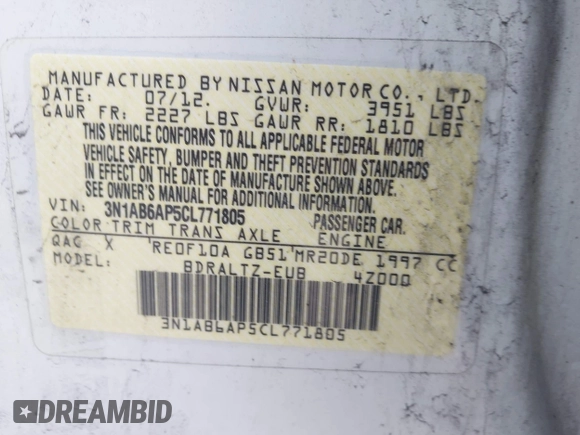 MANUFACTURED BY NISSAN MOTOR CO., LTD.
DATE: 07/12. GVWR: 3951 LBS
GAWR FR: 2227 LBS GAWR RR: 1810 LBS
THIS VEHICLE CONFORMS TO ALL APPLICABLE FEDERAL MOTOR
VEHICLE SAFETY, BUMPER AND THEFT PREVENTION STANDARDS
IN EFFECT ON THE DATE OF MANUFACTURE SHOWN ABOVE.
SEE OWNER'S MANUAL FOR ADDITIONAL INFORMATION.
VIN: 3N1AB6AP5CL771805 PASSENGER CAR.
COLOR TRIM TRANS AXLE ENGINE
QAG X RE0F10A GB51 MR20DE 1997 CC
MODEL: BDRALTZ-EUB 4Z000
3N1AB6AP5CL771805
DREAMBID